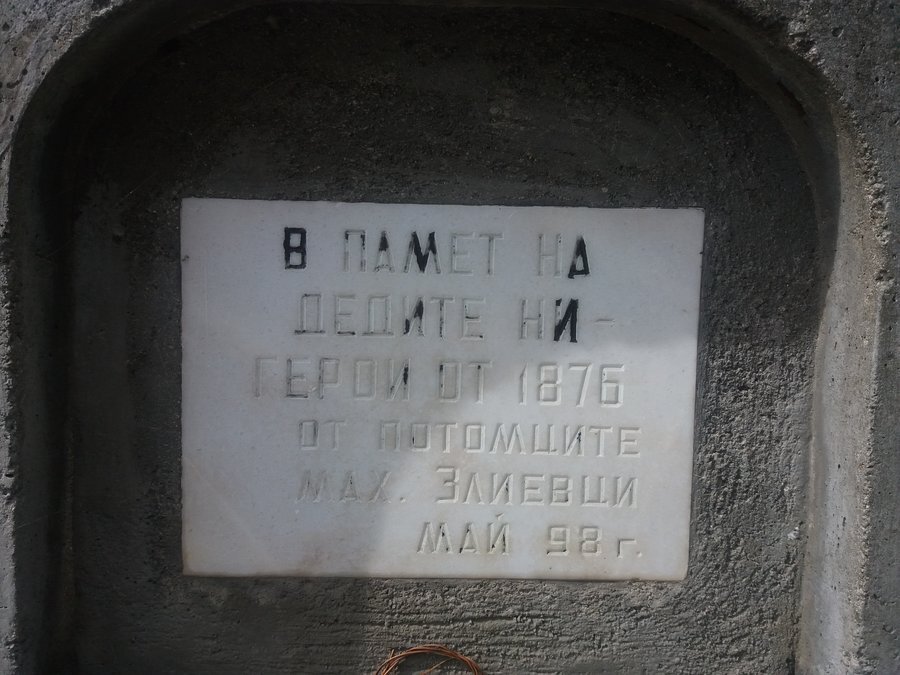 В ПАМЕТ НА
ДЕДИТЕ НИ -
ГЕРОИ ОТ 1876
ОТ ПОТОМЦИТЕ
МАХ. ЗЛИЕВЦИ
МАЙ 98 г.